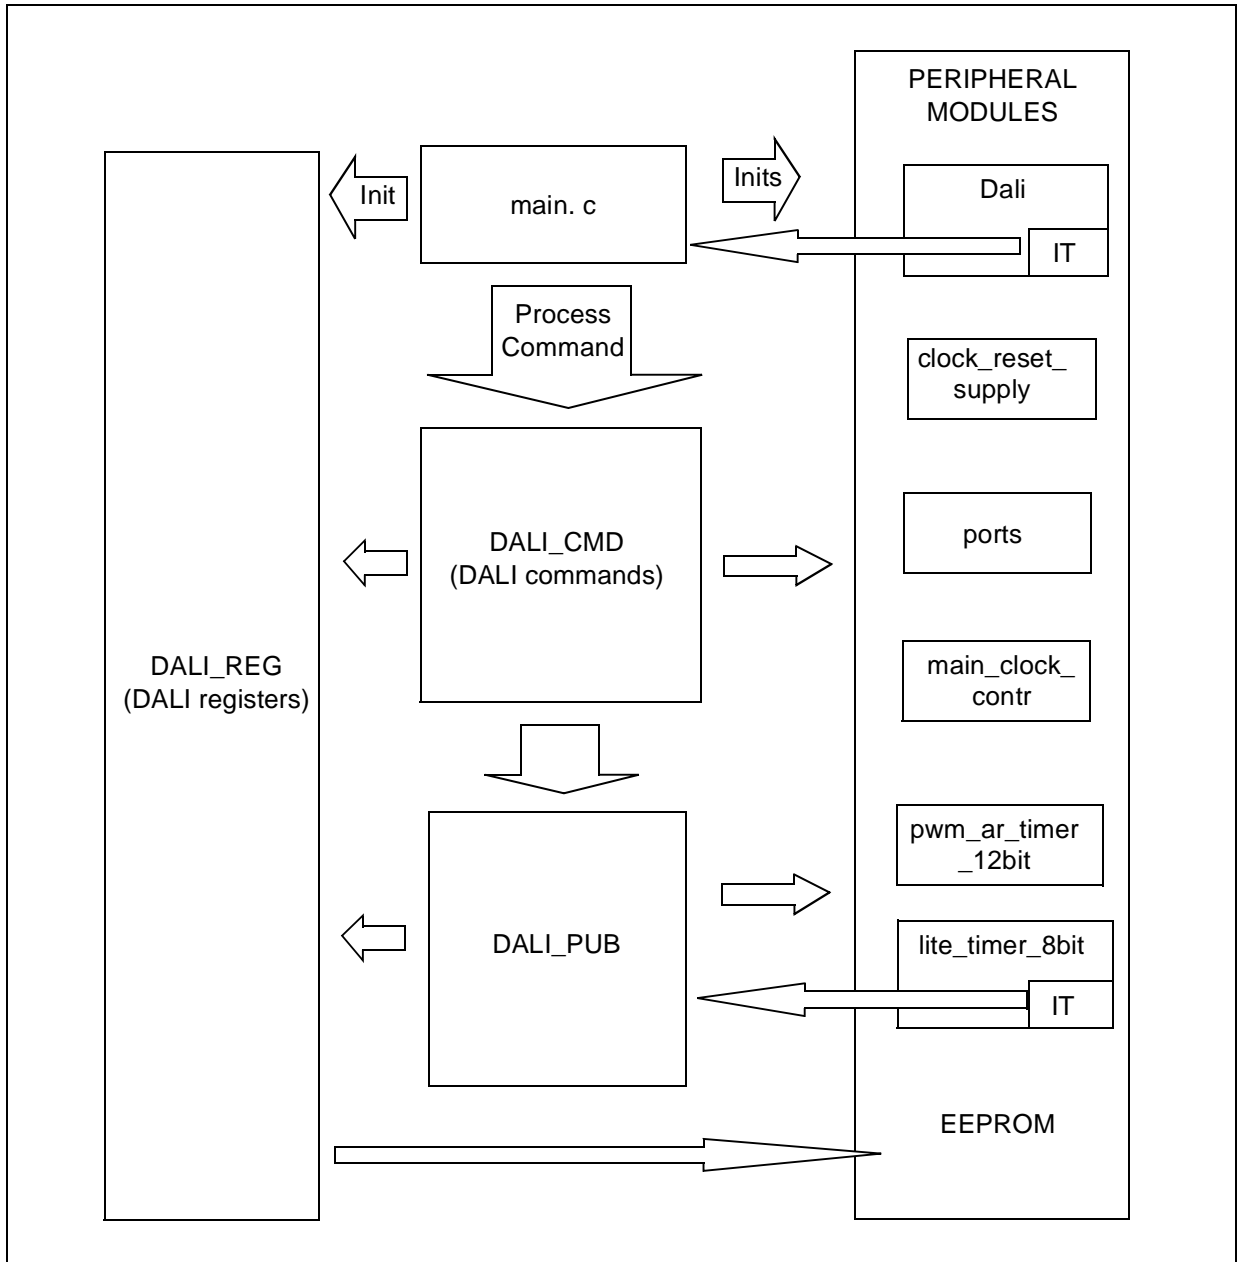 PERIPHERAL
MODULES
Init
main. c
Inits
Dali
IT
Process
Command
clock_reset_
supply
DALI_CMD
(DALI commands)
ports
DALI_REG
(DALI registers)
main_clock_
contr
pwm_ar_timer
_12bit
DALI_PUB
lite_timer_8bit
IT
EEPROM